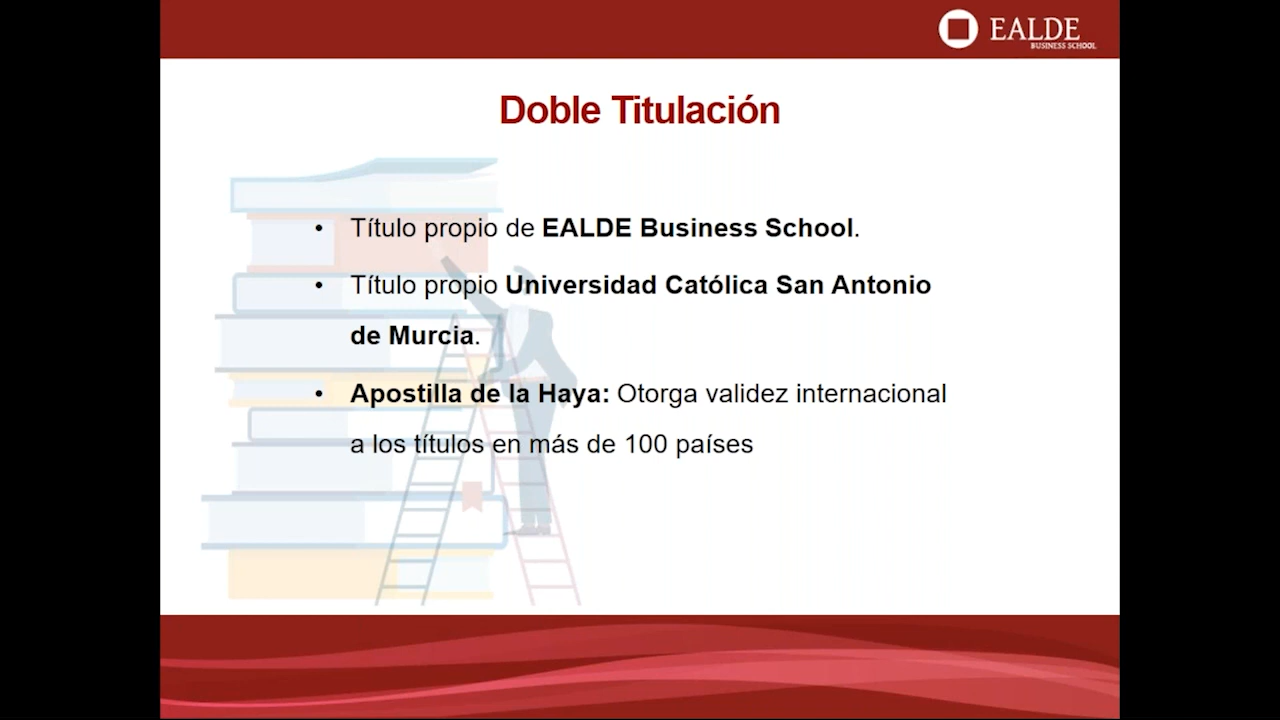 EALDE
BUSINESS SCHOOL
Doble Titulación
• Título propio de EALDE Business School.
• Título propio Universidad Católica San Antonio
de Murcia.
• Apostilla de la Haya: Otorga validez internacional
a los títulos en más de 100 países